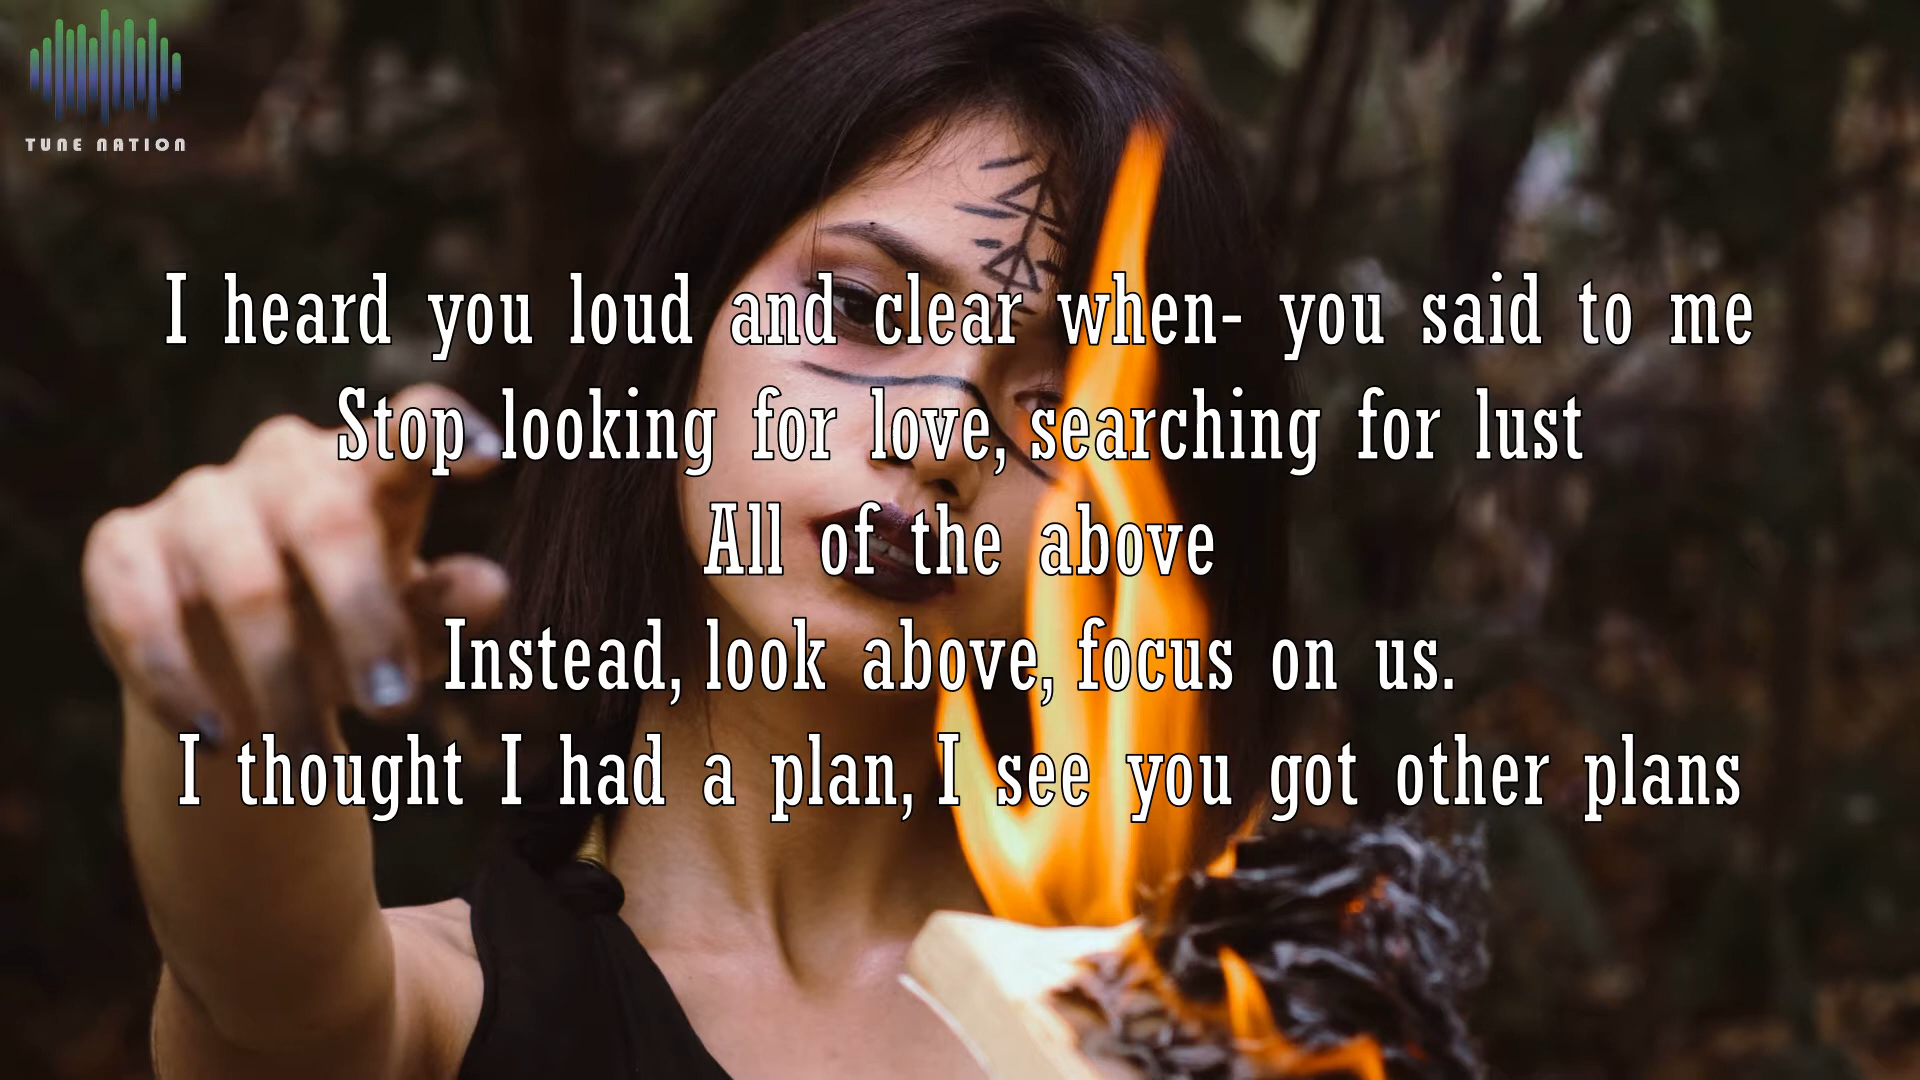 TUNE NATION
I heard you loud and clear when- you said to me
Stop looking for love, searching for lust
All of the above
Instead, look above, focus on us.
I thought I had a plan, I see you got other plans